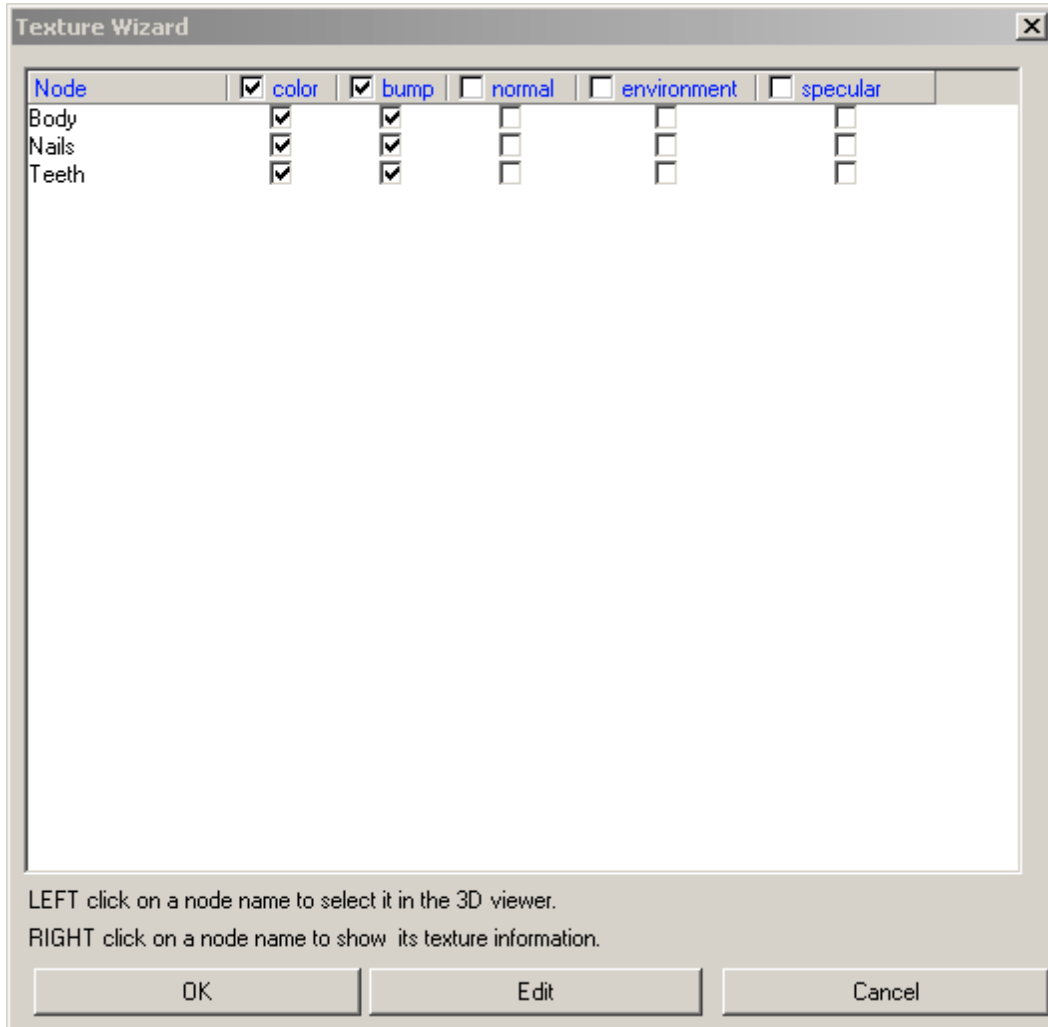 Texture Wizard
Node color bump normal environment specular
Body
Nails
Teeth
LEFT click on a node name to select it in the 3D viewer.
RIGHT click on a node name to show its texture information.
OK Edit Cancel